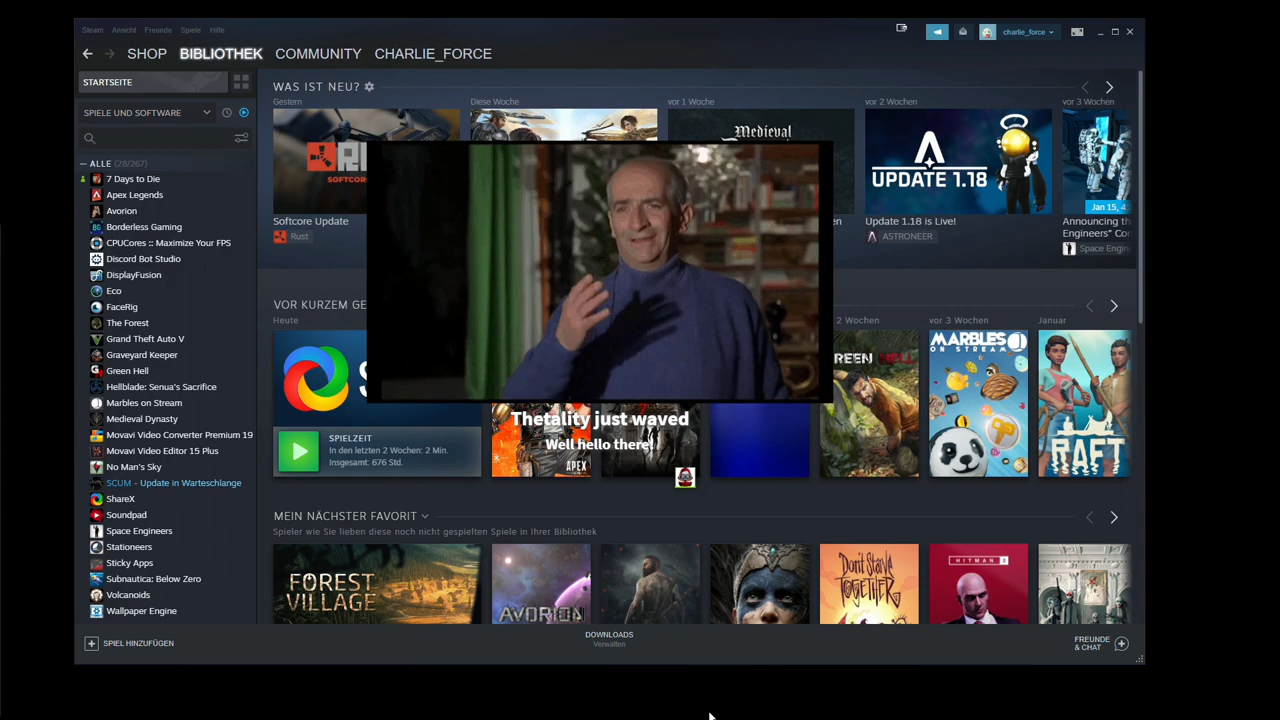 Steam Ansicht Freunde Spiele Hilfe
charlie_force
SHOP BIBLIOTHEK COMMUNITY CHARLIE_FORCE
STARTSEITE
SPIELE UND SOFTWARE
ALLE (28/267)
7 Days to Die
Apex Legends
Avorion
Borderless Gaming
CPUCores :: Maximize Your FPS
Discord Bot Studio
DisplayFusion
Eco
FaceRig
The Forest
Grand Theft Auto V
Graveyard Keeper
Green Hell
Hellblade: Senua's Sacrifice
Marbles on Stream
Medieval Dynasty
Movavi Video Converter Premium 19
Movavi Video Editor 15 Plus
No Man's Sky
SCUM - Update in Warteschlange
ShareX
Soundpad
Space Engineers
Stationeers
Sticky Apps
Subnautica: Below Zero
Volcanoids
Wallpaper Engine
SPIEL HINZUFÜGEN
WAS IST NEU?
Gestern
Diese Woche
vor 1 Woche
vor 2 Wochen
vor 3 Wochen
SOFTCOR
Medieval
UPDATE 1.18
Jan 15, 4
Softcore Update
Rust
Update 1.18 is Live!
ASTRONEER
Announcing th
Engineers" Cor
Space Engin
VOR KURZEM GE
Heute
2 Wochen
vor 3 Wochen
Januar
S
REEN HELL
MARBLES
ON STREAM
RAFT
APEX
Thetality just waved
Well hello there!
SPIELZEIT
In den letzten 2 Wochen: 2 Min.
Insgesamt: 676 Std.
MEIN NÄCHSTER FAVORIT
Spieler wie Sie lieben diese noch nicht gespielten Spiele in Ihrer Bibliothek
FOREST
VILLAGE
AVORION
Don't Starve
TOGETHER
HITMAN 3
DOWNLOADS
Verwalten
FREUNDE
& CHAT